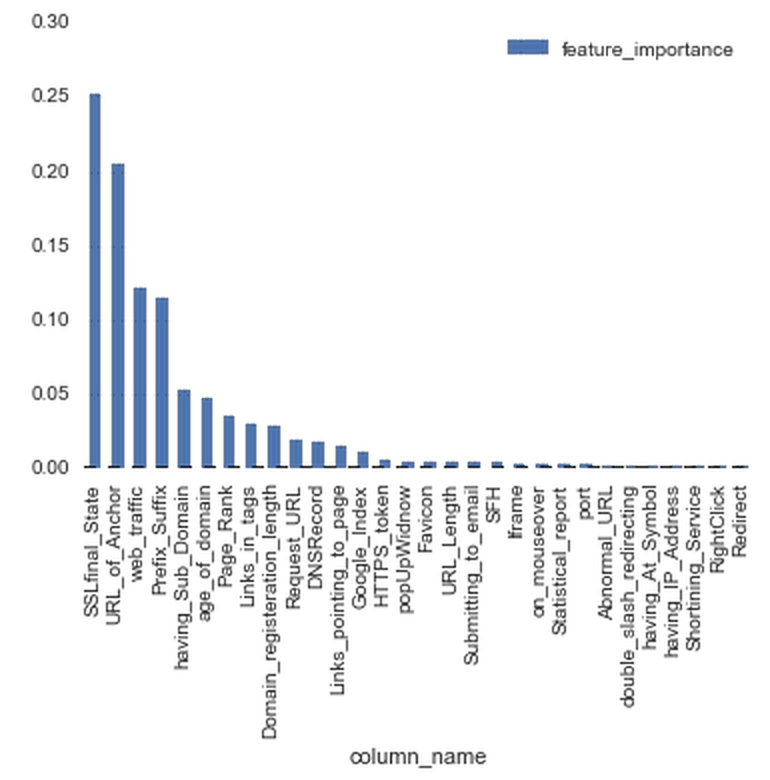 0.30
feature_importance
0.25
0.20
0.15
0.10
0.05
0.00
SSLfinal_State
URL_of_Anchor
web_traffic
Prefix_Suffix
having_Sub_Domain
age_of_domain
Page_Rank
Links_in_tags
Domain_registeration_length
Request_URL
DNSRecord
Links_pointing_to_page
Google_Index
HTTPS_token
popUpWidnow
Favicon
URL_Length
Submitting_to_email
SFH
Iframe
on_mouseover
Statistical_report
port
Abnormal_URL
double_slash_redirecting
having_At_Symbol
having_IP_Address
Shortining_Service
RightClick
Redirect
column_name